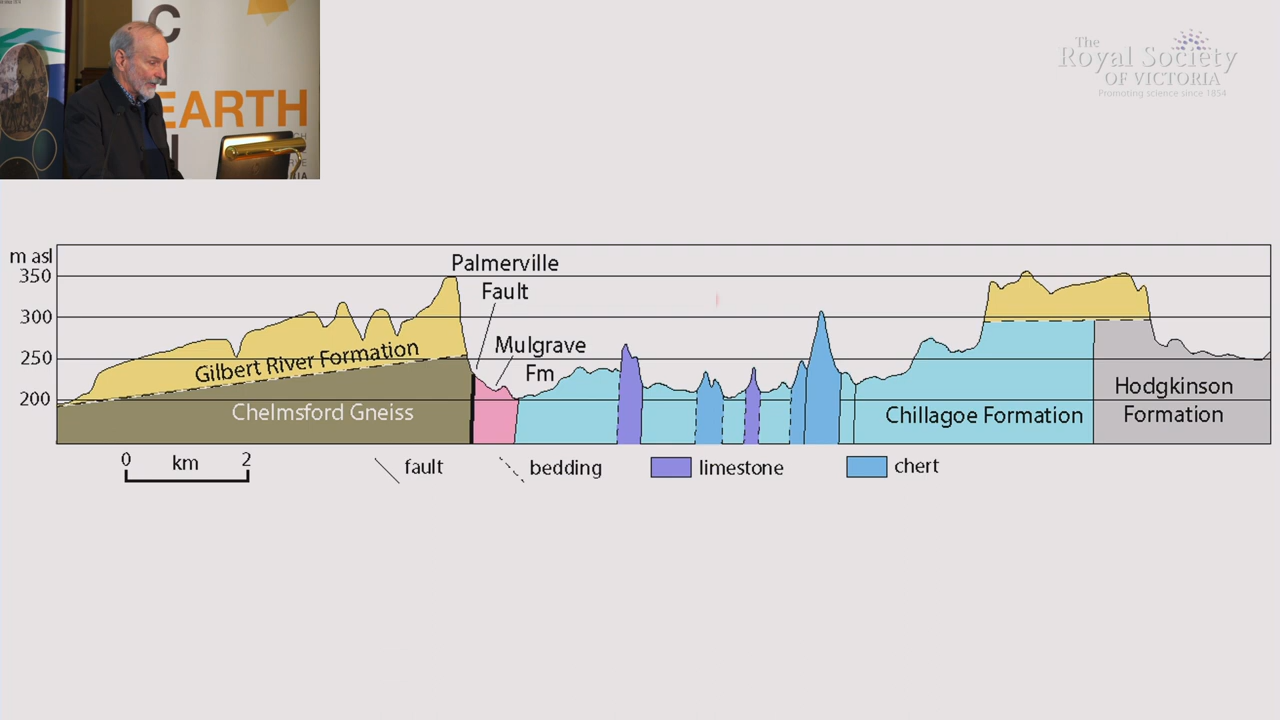 C
EARTH
The
Royal Society
OF VICTORIA
Promoting science since 1854
m asl
350
300
250
200
Palmerville
Fault
Mulgrave
Fm
Gilbert River Formation
Chelmsford Gneiss
Chillagoe Formation
Hodgkinson
Formation
0 km 2
fault
bedding
limestone
chert